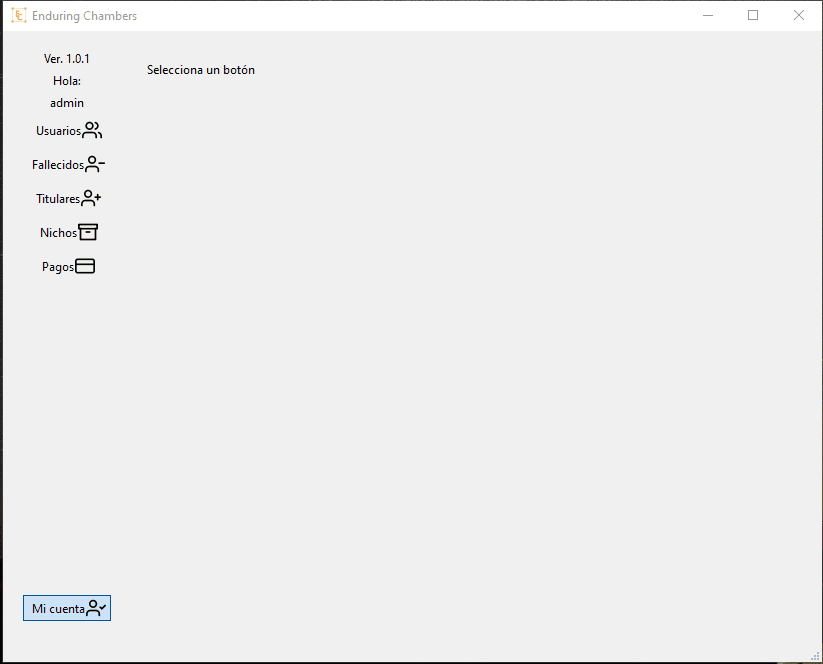 Enduring Chambers
Ver. 1.0.1
Hola:
admin
Selecciona un botón
Usuarios
Fallecidos
Titulares
Nichos
Pagos
Mi cuenta